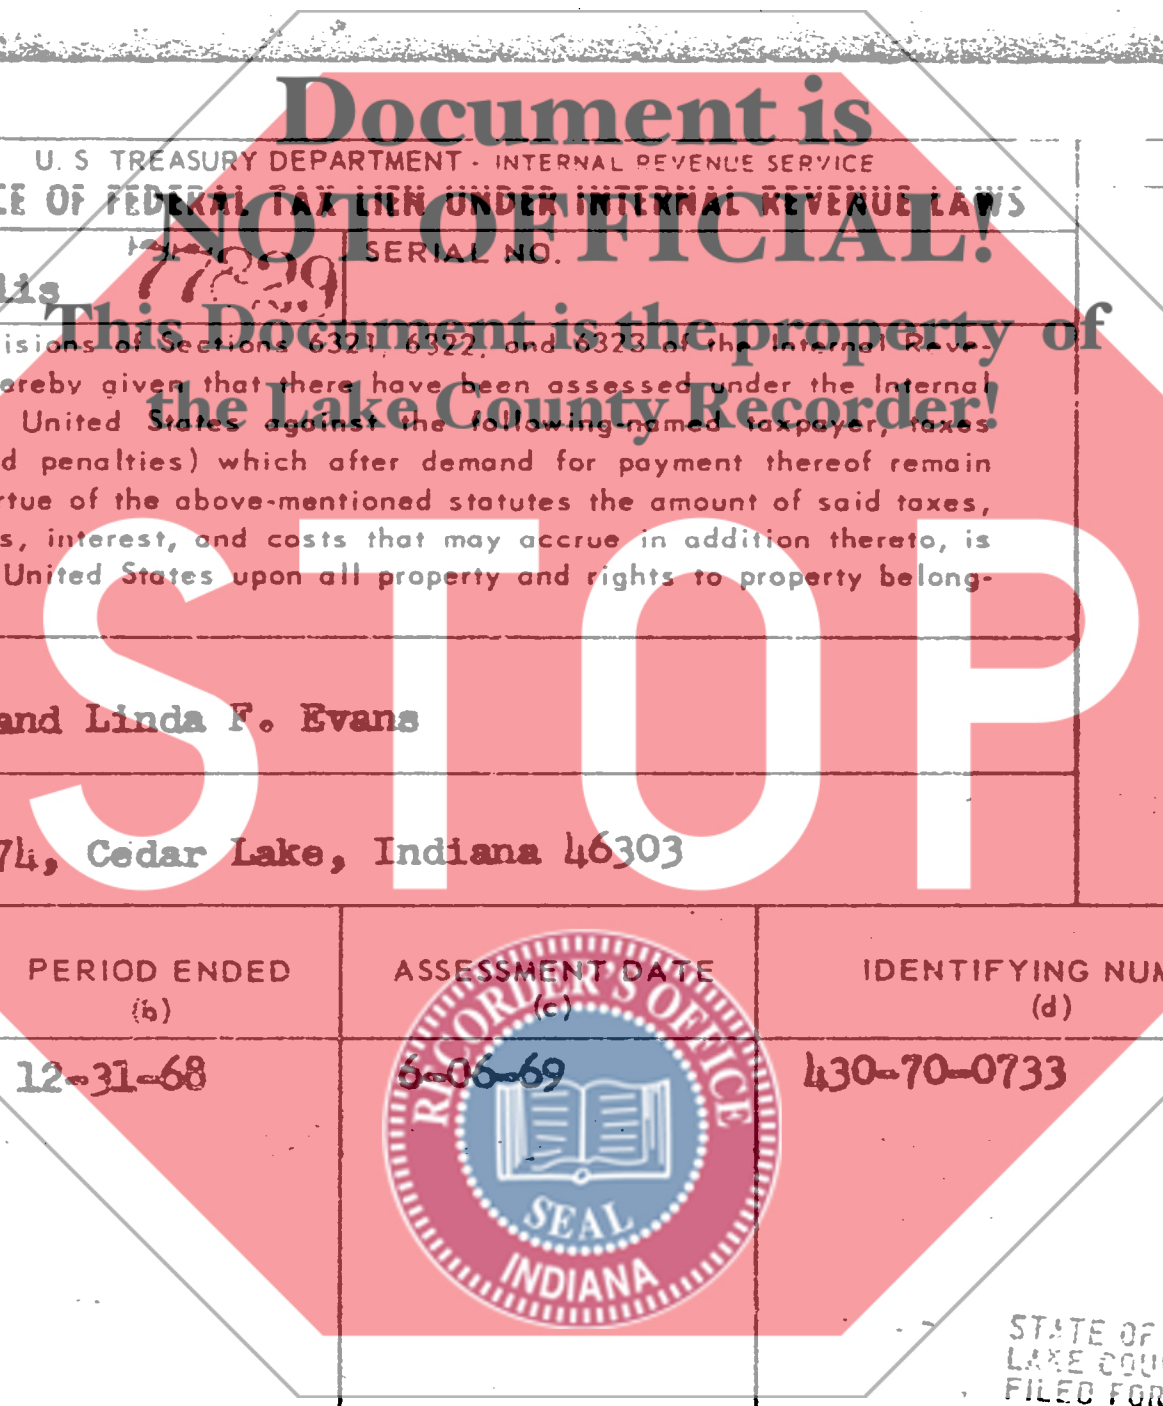 Document is
U. S TREASURY DEPARTMENT - INTERNAL REVENUE SERVICE
CE OF FEDERAL TAX LIEN UNDER INTERNAL REVENUE LAWS
NOT OFFICIAL!
SERIAL NO.
lis
This Document is the property of
isions of Sections 6321, 6322, and 6323 of the Internal Reve-
ereby given that there have been assessed under the Internal
the Lake County Recorder!
United States against the following-named taxpayer, taxes
d penalties) which after demand for payment thereof remain
rtue of the above-mentioned statutes the amount of said taxes,
s, interest, and costs that may accrue in addition thereto, is
United States upon all property and rights to property belong-
STOP
and Linda F. Evans
74, Cedar Lake, Indiana 46303
PERIOD ENDED
(b)
ASSESSMENT DATE
(c)
IDENTIFYING NUM
(d)
12-31-68
6-06-69
430-70-0733
RECORDER'S OFFICE
SEAL
INDIANA
STATE OF
LAKE COU
FILED FOR